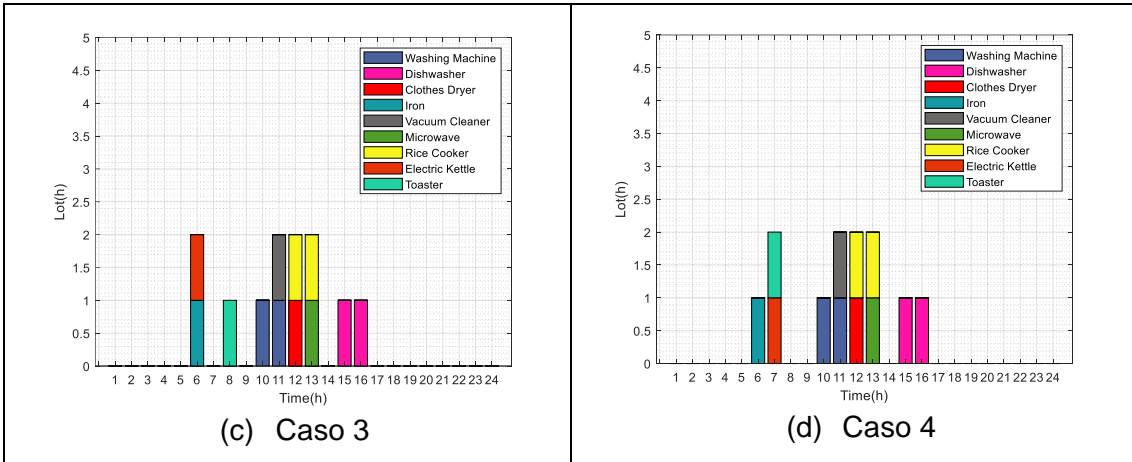 5
4.5
4
3.5
3
2.5
2
1.5
1
0.5
0
Lot(h)
Washing Machine
Dishwasher
Clothes Dryer
Iron
Vacuum Cleaner
Microwave
Rice Cooker
Electric Kettle
Toaster
1 2 3 4 5 6 7 8 9 10 11 12 13 14 15 16 17 18 19 20 21 22 23 24
Time(h)
(c) Caso 3
5
4.5
4
3.5
3
2.5
2
1.5
1
0.5
0
Lot(h)
Washing Machine
Dishwasher
Clothes Dryer
Iron
Vacuum Cleaner
Microwave
Rice Cooker
Electric Kettle
Toaster
1 2 3 4 5 6 7 8 9 10 11 12 13 14 15 16 17 18 19 20 21 22 23 24
Time(h)
(d) Caso 4